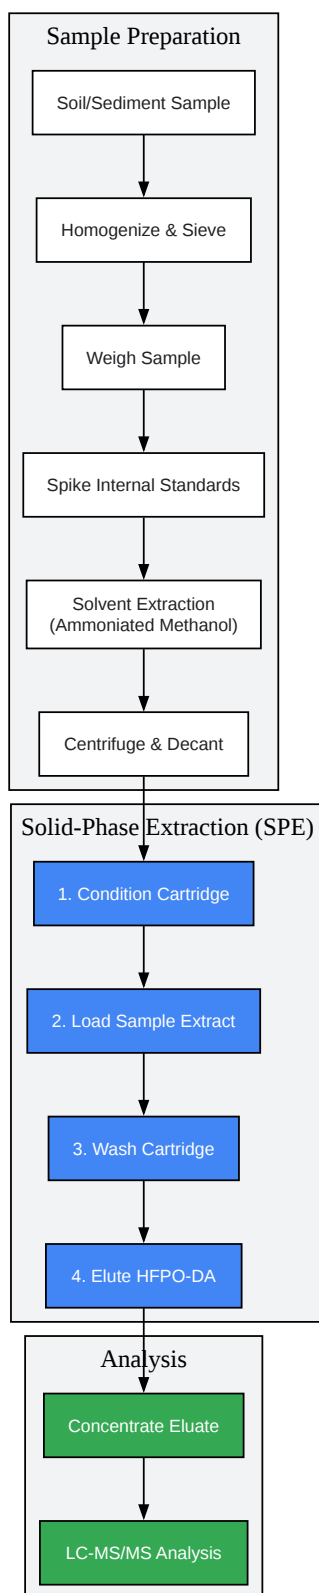 Sample Preparation
Soil/Sediment Sample
Homogenize & Sieve
Weigh Sample
Spike Internal Standards
Solvent Extraction
(Ammoniated Methanol)
Centrifuge & Decant
Solid-Phase Extraction (SPE)
1. Condition Cartridge
2. Load Sample Extract
3. Wash Cartridge
4. Elute HFPO-DA
Analysis
Concentrate Eluate
LC-MS/MS Analysis